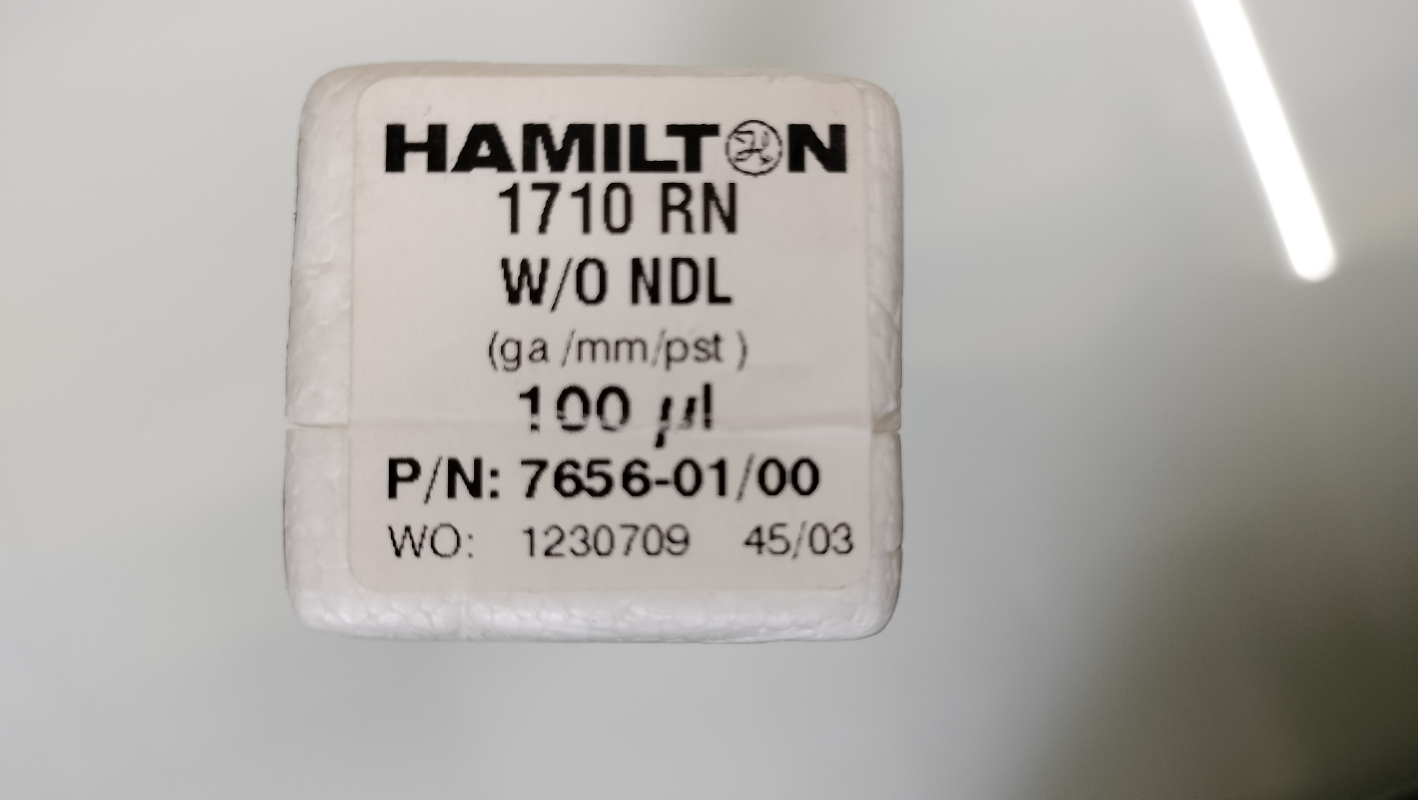 HAMILTON
1710 RN
W/O NDL
(ga /mm/pst )
100 µl
P/N: 7656-01/00
WO: 1230709 45/03